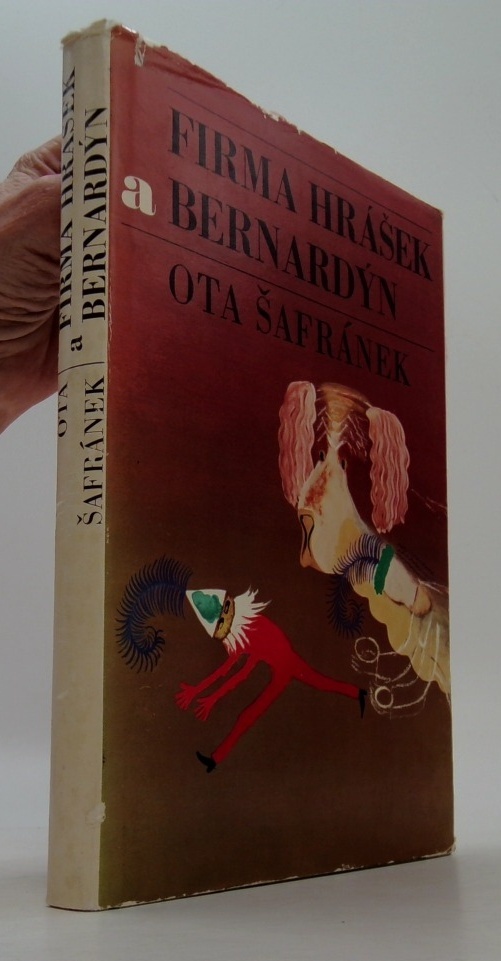 FIRMA HRÁŠEK
a BERNARDÝN
OTA ŠAFRÁNEK
FIRMA HRÁŠEK
a BERNARDÝN
OTA
ŠAFRÁNEK